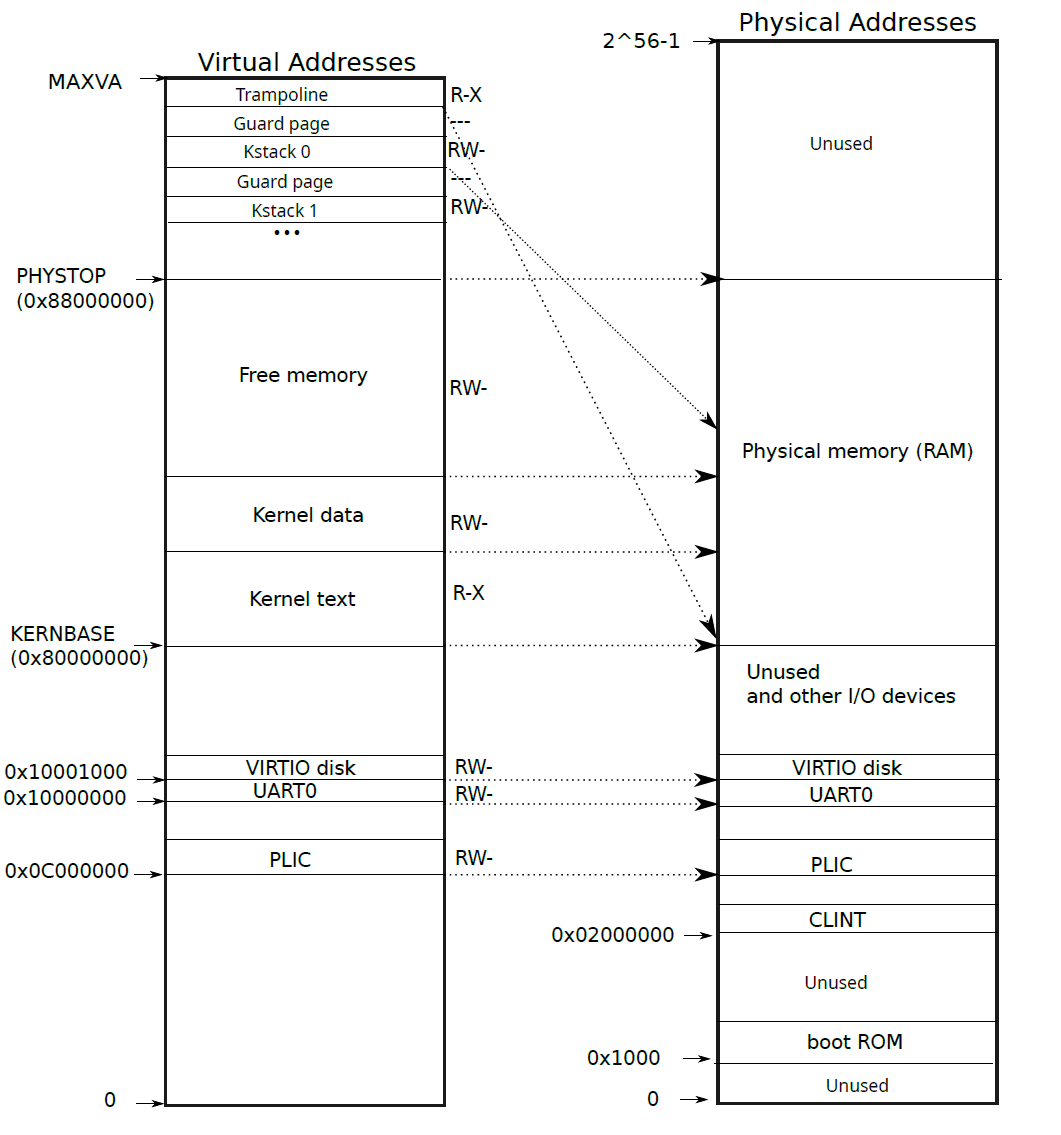 Physical Addresses
2^56-1
Virtual Addresses
MAXVA
Trampoline
R-X
Guard page
---
Unused
Kstack 0
RW-
Guard page
---
Kstack 1
RW-
...
PHYSTOP
(0x88000000)
Free memory
RW-
Physical memory (RAM)
Kernel data
RW-
Kernel text
R-X
KERNBASE
(0x80000000)
Unused
and other I/O devices
0x10001000
VIRTIO disk
RW-
VIRTIO disk
0x10000000
UART0
RW-
UART0
0x0C000000
PLIC
RW-
PLIC
CLINT
0x02000000
Unused
boot ROM
0x1000
Unused
0
0